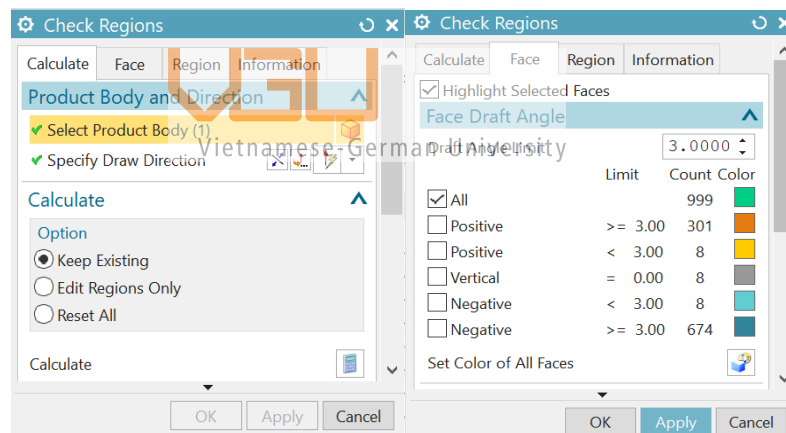 Check Regions
Calculate Face Region Information
Product Body and Direction
Select Product Body (1)
Specify Draw Direction
Calculate
Option
Keep Existing
Edit Regions Only
Reset All
Calculate
OK Apply Cancel
Check Regions
Calculate Face Region Information
Highlight Selected Faces
Face Draft Angle
Draft Angle Limit 3.0000
Limit Count Color
All 999
Positive >= 3.00 301
Positive < 3.00 8
Vertical = 0.00 8
Negative < 3.00 8
Negative >= 3.00 674
Set Color of All Faces
OK Apply Cancel
VGU
Vietnamese-German University